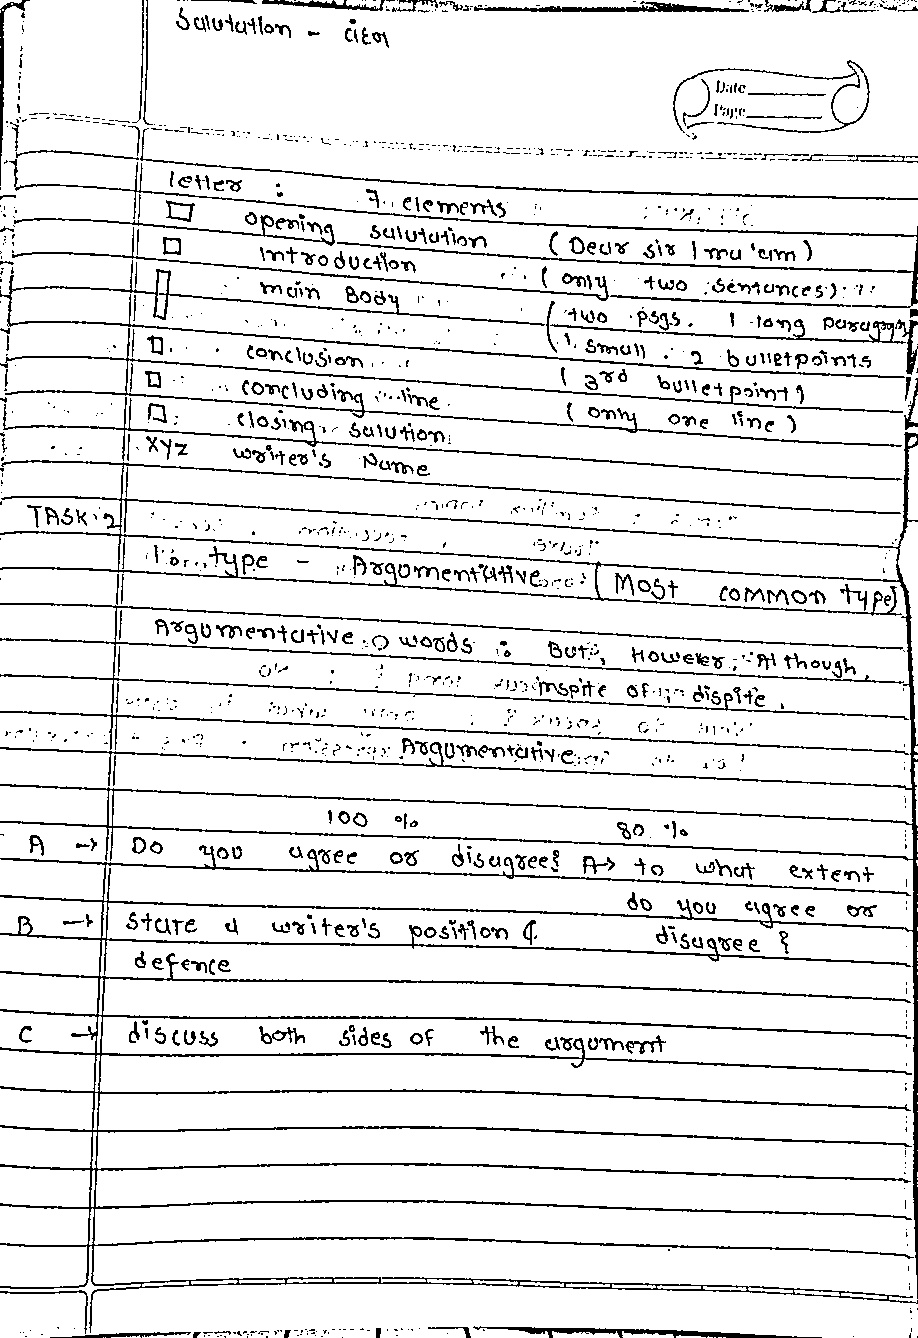 Salutation - વંદન
Date
Page
letter : 7 elements
opening salutation ( Dear sir / ma'am )
Introduction ( only two sentances )
main Body ( two psgs. 1 long paragraph
( 1 small : 2 bulletpoints
conclusion ( 3rd bulletpoint )
concluding line ( only one line )
closing salution
XYZ writer's Name
TASK : 2
type - Argumentative ( Most common type)
Argumentative words : But, However, Although,
inspite of, dispite.
Argumentative
100 % 80 %
A → Do you agree or disagree? A→ to what extent
do you agree or
B → State a writer's position & disagree ?
defence
C → discuss both sides of the argument